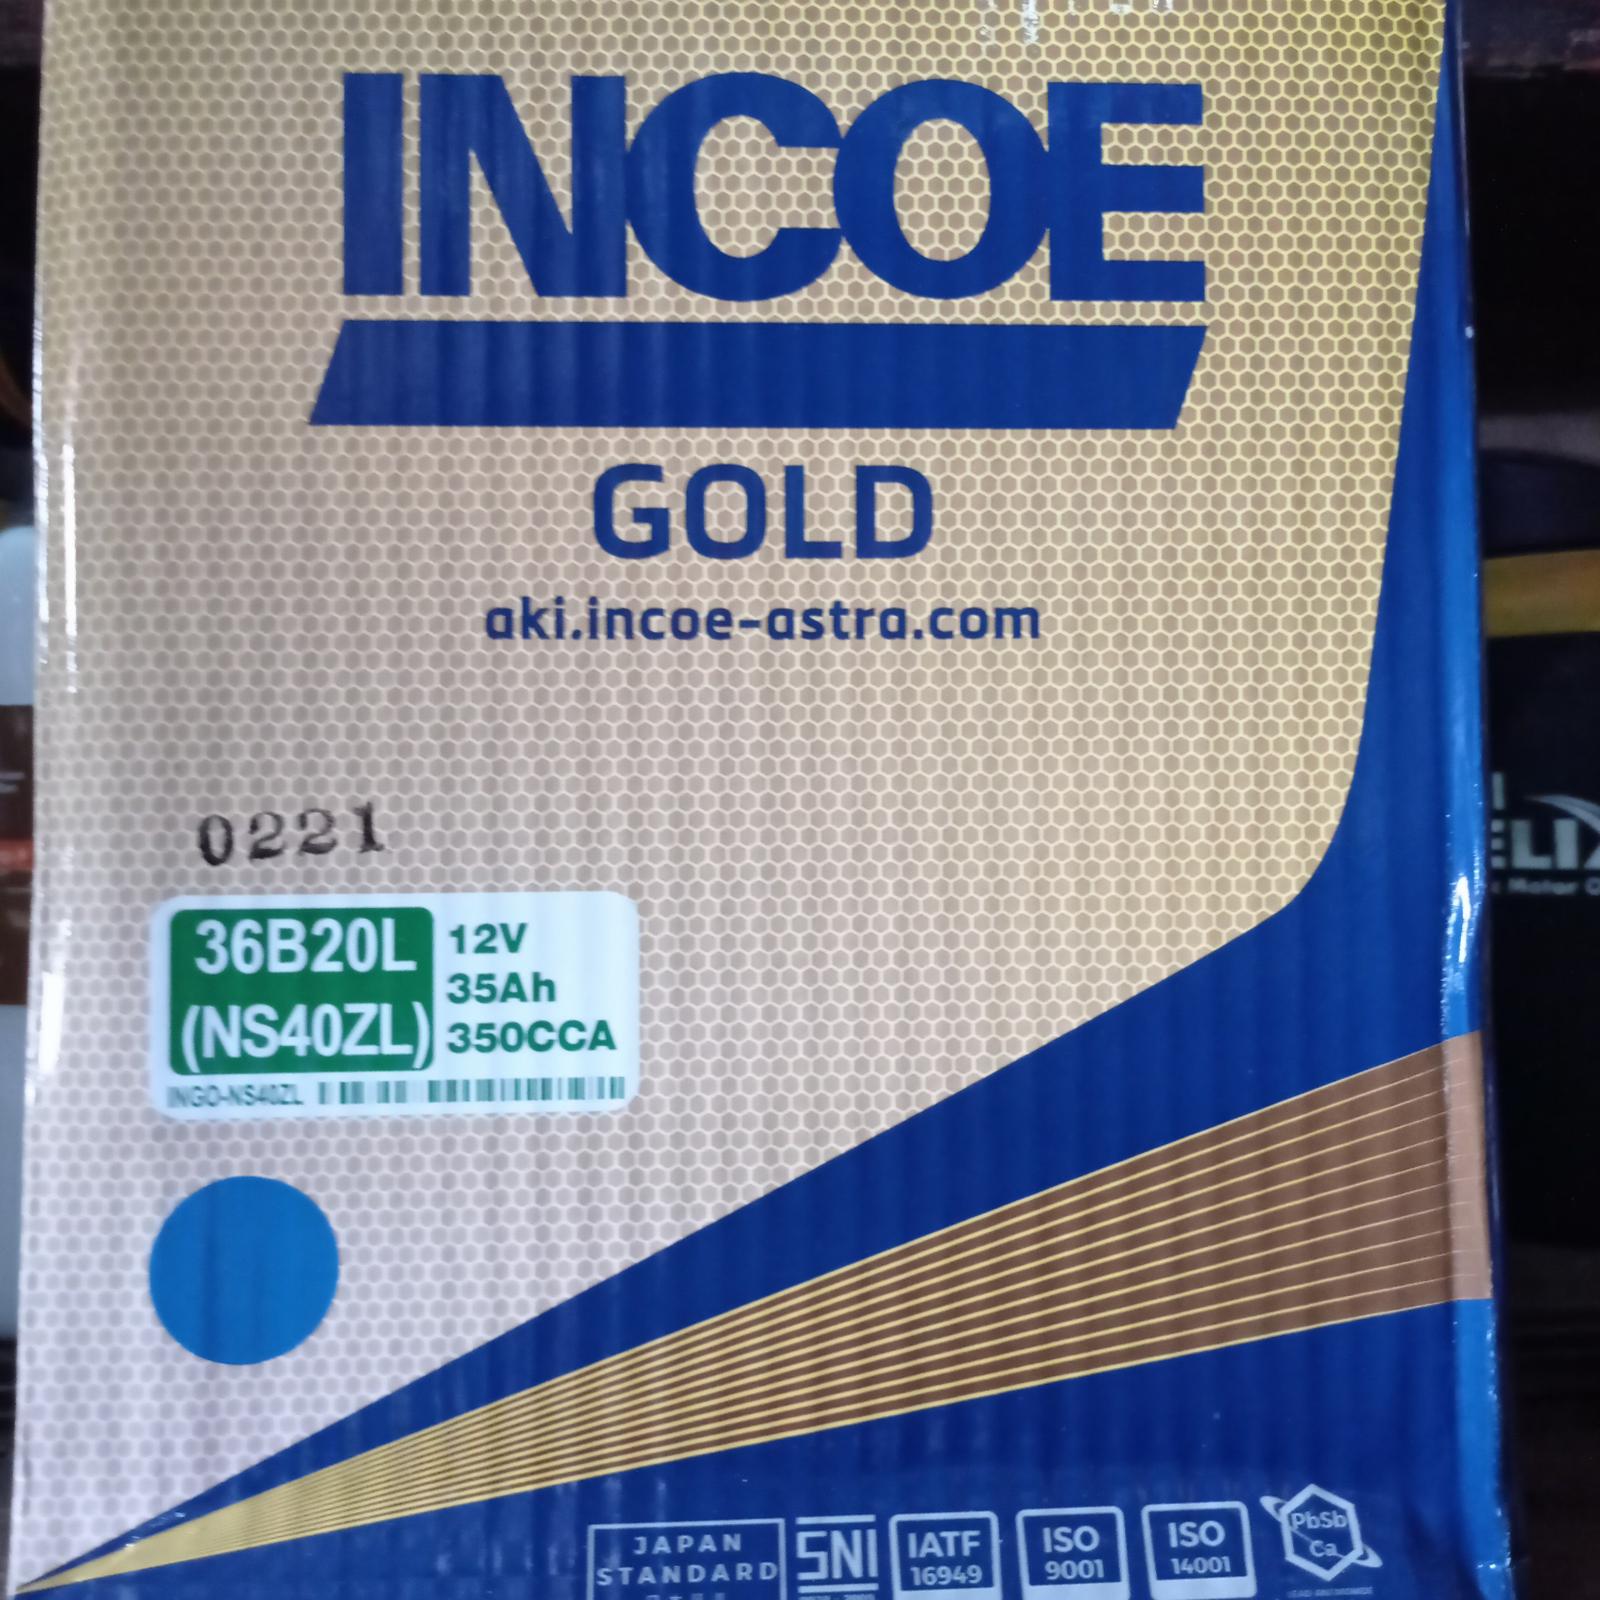 INCOE
GOLD
aki.incoe-astra.com
0221
36B20L
(NS40ZL)
12V
35Ah
350CCA
INGO-NS40ZL
JAPAN
STANDARD
SNI
IATF
16949
ISO
9001
ISO
14001
PbSb
Ca